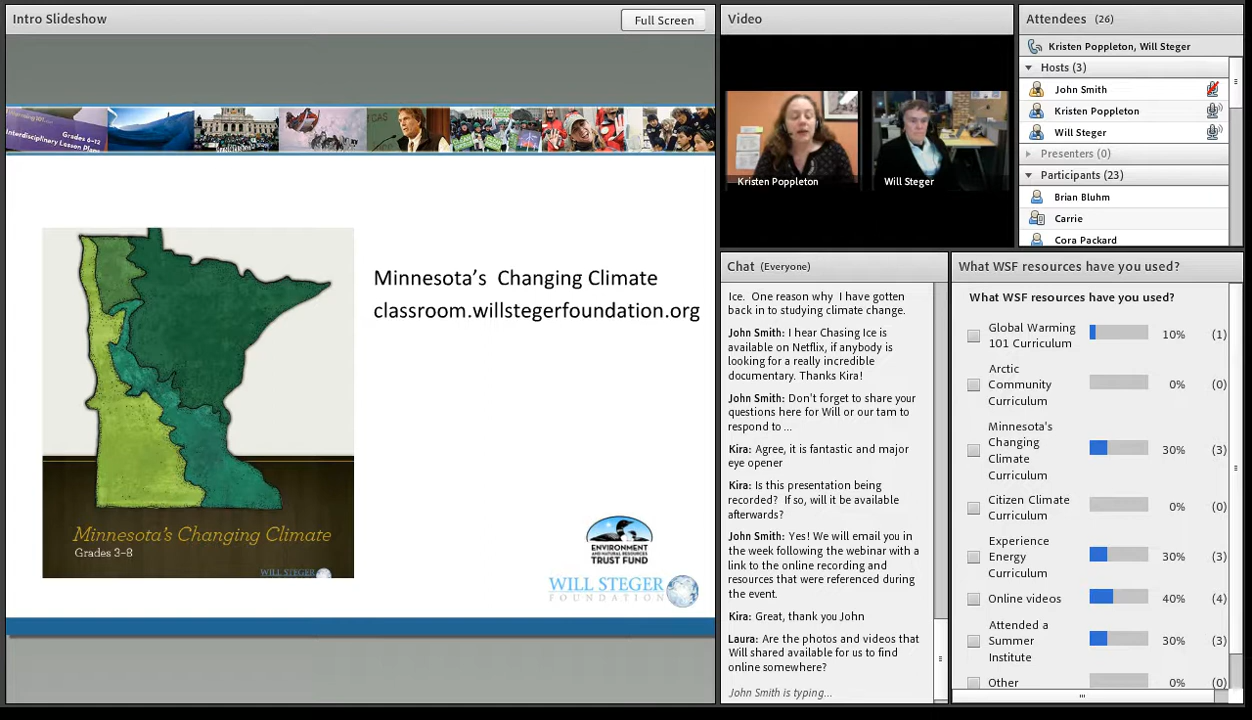 Intro Slideshow
Full Screen
Interdisciplinary Lesson Plans
Grades 6-12
Minnesota's Changing Climate
classroom.willstegerfoundation.org
Minnesota's Changing Climate
Grades 3-8
WILL STEGER
ENVIRONMENT
AND NATURAL RESOURCES
TRUST FUND
WILL STEGER
FOUNDATION
Video
Kristen Poppleton
Will Steger
Attendees (26)
Kristen Poppleton, Will Steger
Hosts (3)
John Smith
Kristen Poppleton
Will Steger
Presenters (0)
Participants (23)
Brian Bluhm
Carrie
Cora Packard
Chat (Everyone)
Ice. One reason why I have gotten
back in to studying climate change.
John Smith: I hear Chasing Ice is
available on Netflix, if anybody is
looking for a really incredible
documentary. Thanks Kira!
John Smith: Don't forget to share your
questions here for Will or our tam to
respond to ...
Kira: Agree, it is fantastic and major
eye opener
Kira: Is this presentation being
recorded? If so, will it be available
afterwards?
John Smith: Yes! We will email you in
the week following the webinar with a
link to the online recording and
resources that were referenced during
the event.
Kira: Great, thank you John
Laura: Are the photos and videos that
Will shared available for us to find
online somewhere?
John Smith is typing...
What WSF resources have you used?
What WSF resources have you used?
Global Warming
101 Curriculum
10% (1)
Arctic
Community
Curriculum
0% (0)
Minnesota's
Changing
Climate
Curriculum
30% (3)
Citizen Climate
Curriculum
0% (0)
Experience
Energy
Curriculum
30% (3)
Online videos 40% (4)
Attended a
Summer
Institute
30% (3)
Other 0% (0)